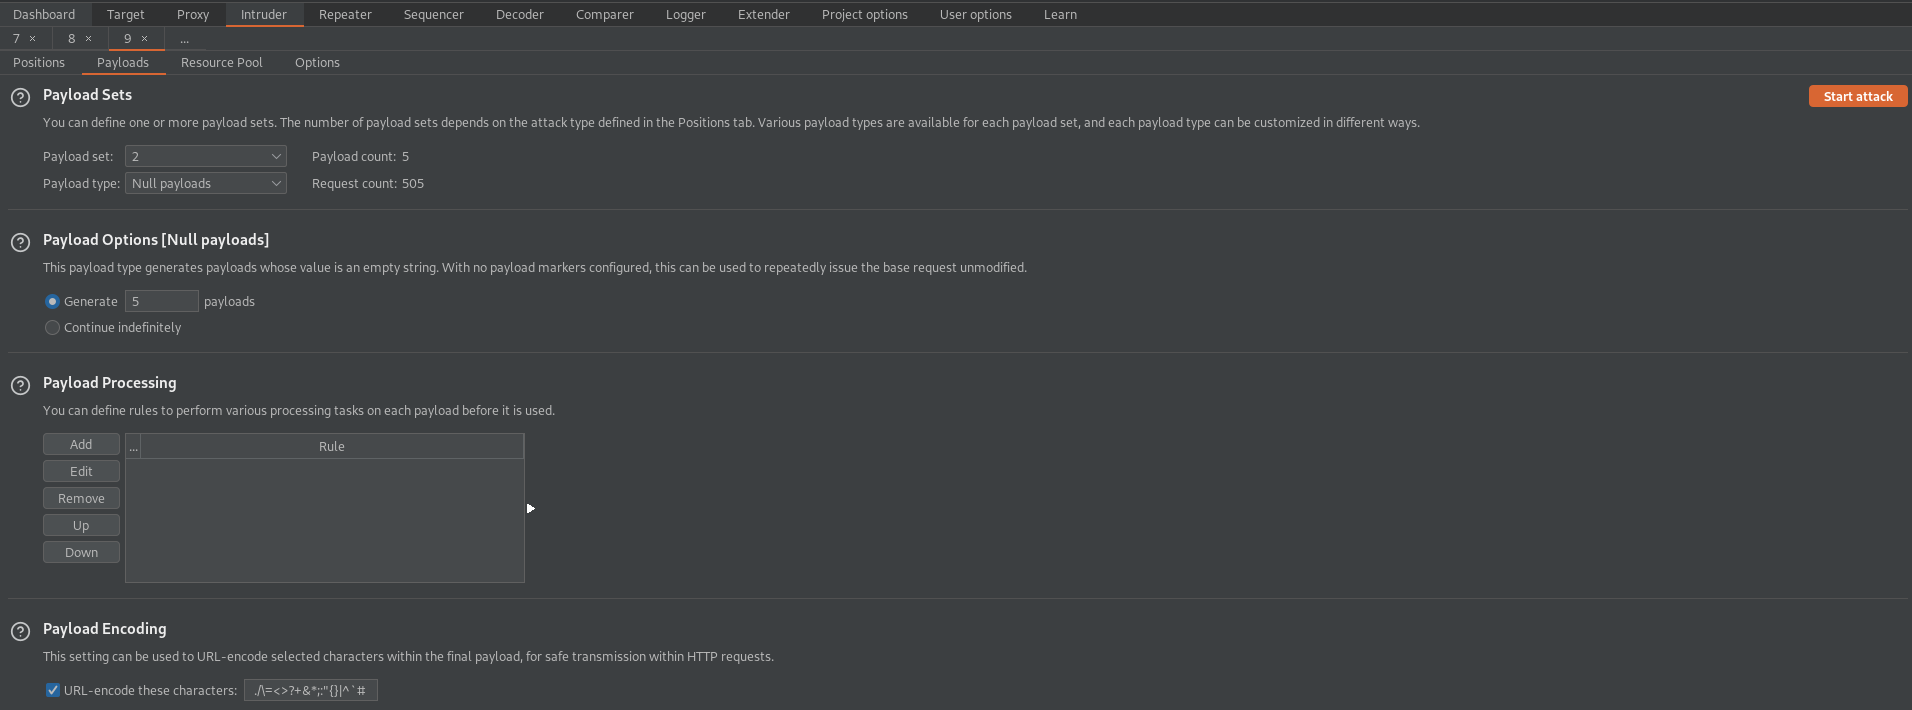 Dashboard Target Proxy Intruder Repeater Sequencer Decoder Comparer Logger Extender Project options User options Learn
7 × 8 × 9 × ...
Positions Payloads Resource Pool Options
? Payload Sets Start attack
You can define one or more payload sets. The number of payload sets depends on the attack type defined in the Positions tab. Various payload types are available for each payload set, and each payload type can be customized in different ways.
Payload set: 2 Payload count: 5
Payload type: Null payloads Request count: 505
? Payload Options [Null payloads]
This payload type generates payloads whose value is an empty string. With no payload markers configured, this can be used to repeatedly issue the base request unmodified.
Generate 5 payloads
Continue indefinitely
? Payload Processing
You can define rules to perform various processing tasks on each payload before it is used.
Add ... Rule
Edit
Remove
Up
Down
? Payload Encoding
This setting can be used to URL-encode selected characters within the final payload, for safe transmission within HTTP requests.
URL-encode these characters: ./\=<>?+&*;:"{}|^`#